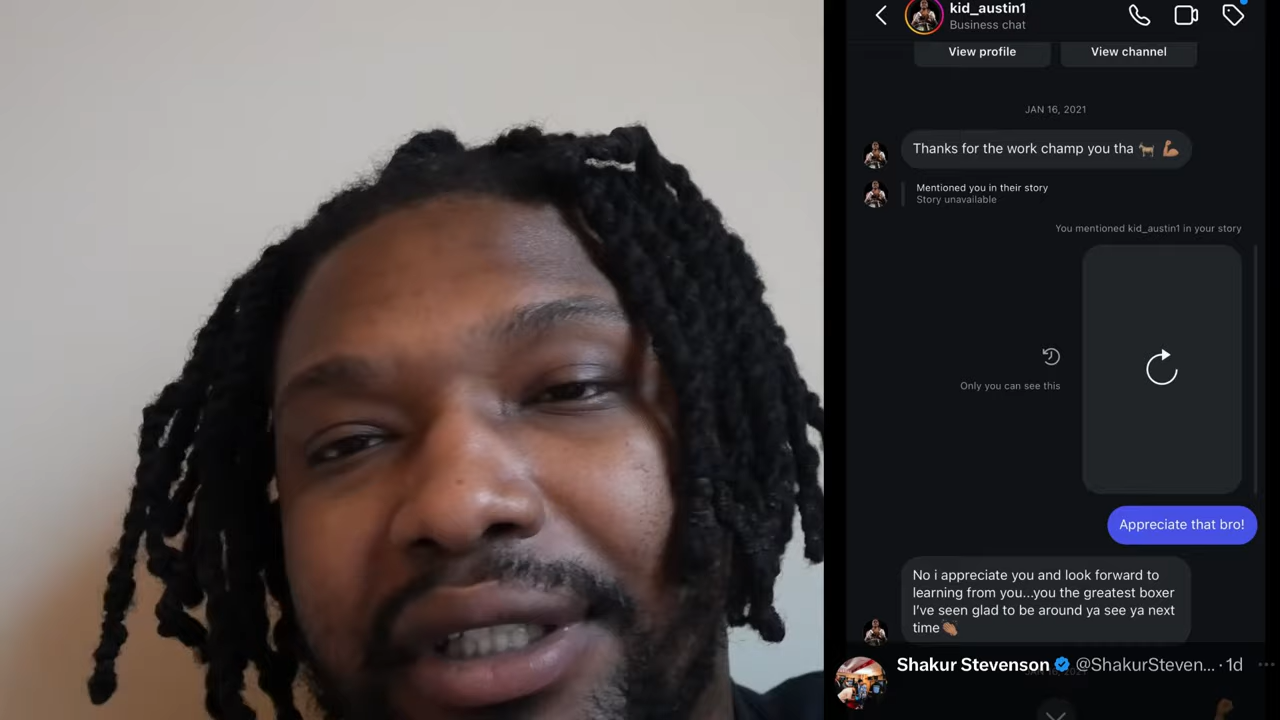 kid_austin1
Business chat
View profile
View channel
JAN 16, 2021
Thanks for the work champ you tha 🐐 💪🏽
Mentioned you in their story
Story unavailable
You mentioned kid_austin1 in your story
Only you can see this
Appreciate that bro!
No i appreciate you and look forward to
learning from you...you the greatest boxer
I've seen glad to be around ya see ya next
time👏🏽
Shakur Stevenson @ShakurSteven... · 1d